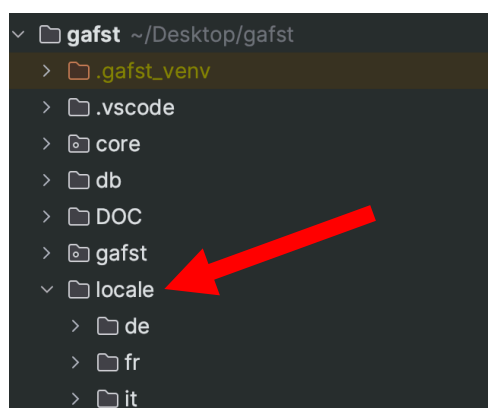 gafst ~/Desktop/gafst
.gafst_venv
.vscode
core
db
DOC
gafst
locale
de
fr
it